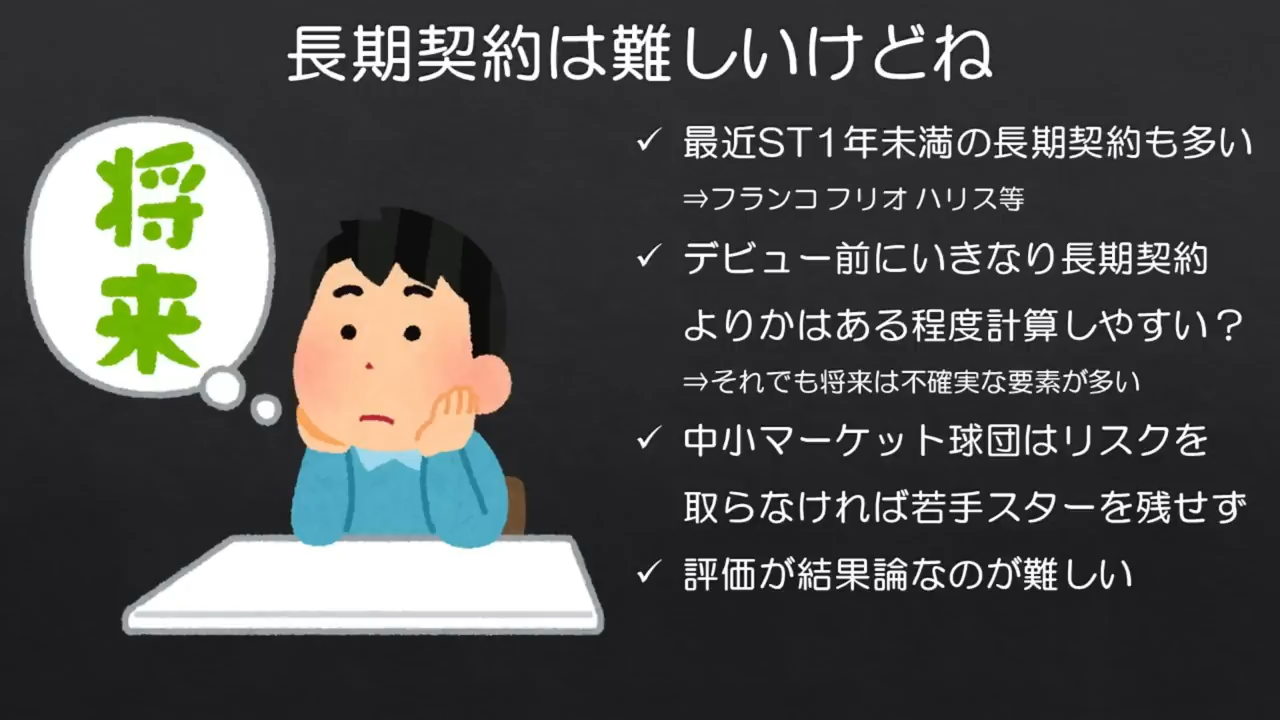 長期契約は難しいけどね
将来
✓ 最近ST1年未満の長期契約も多い
⇒フランコ フリオ ハリス等
✓ デビュー前にいきなり長期契約
よりかはある程度計算しやすい？
⇒それでも将来は不確実な要素が多い
✓ 中小マーケット球団はリスクを
取らなければ若手スターを残せず
✓ 評価が結果論なのが難しい